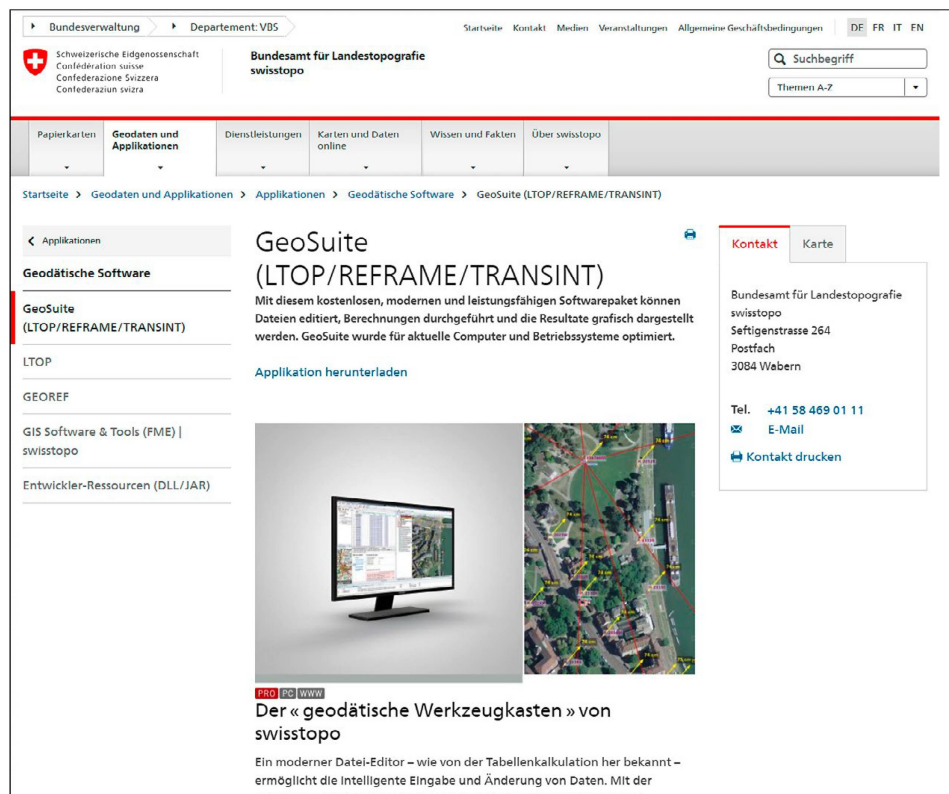 Bundesverwaltung Departement: VBS
Startseite Kontakt Medien Veranstaltungen Allgemeine Geschäftsbedingungen DE FR IT EN
Schweizerische Eidgenossenschaft
Confédération suisse
Confederazione Svizzera
Confederaziun svizra
Bundesamt für Landestopografie
swisstopo
Suchbegriff
Themen A-Z
Papierkarten
Geodaten und
Applikationen
Dienstleistungen
Karten und Daten
online
Wissen und Fakten
Über swisstopo
Startseite > Geodaten und Applikationen > Applikationen > Geodätische Software > GeoSuite (LTOP/REFRAME/TRANSINT)
Applikationen
Geodätische Software
GeoSuite
(LTOP/REFRAME/TRANSINT)
LTOP
GEOREF
GIS Software & Tools (FME) |
swisstopo
Entwickler-Ressourcen (DLL/JAR)
GeoSuite
(LTOP/REFRAME/TRANSINT)
Mit diesem kostenlosen, modernen und leistungsfähigen Softwarepaket können
Dateien editiert, Berechnungen durchgeführt und die Resultate grafisch dargestellt
werden. GeoSuite wurde für aktuelle Computer und Betriebssysteme optimiert.
Applikation herunterladen
PRO PC WWW
Der « geodätische Werkzeugkasten » von
swisstopo
Ein moderner Datei-Editor – wie von der Tabellenkalkulation her bekannt –
ermöglicht die intelligente Eingabe und Änderung von Daten. Mit der
Kontakt Karte
Bundesamt für Landestopografie
swisstopo
Seftigenstrasse 264
Postfach
3084 Wabern
Tel. +41 58 469 01 11
E-Mail
Kontakt drucken